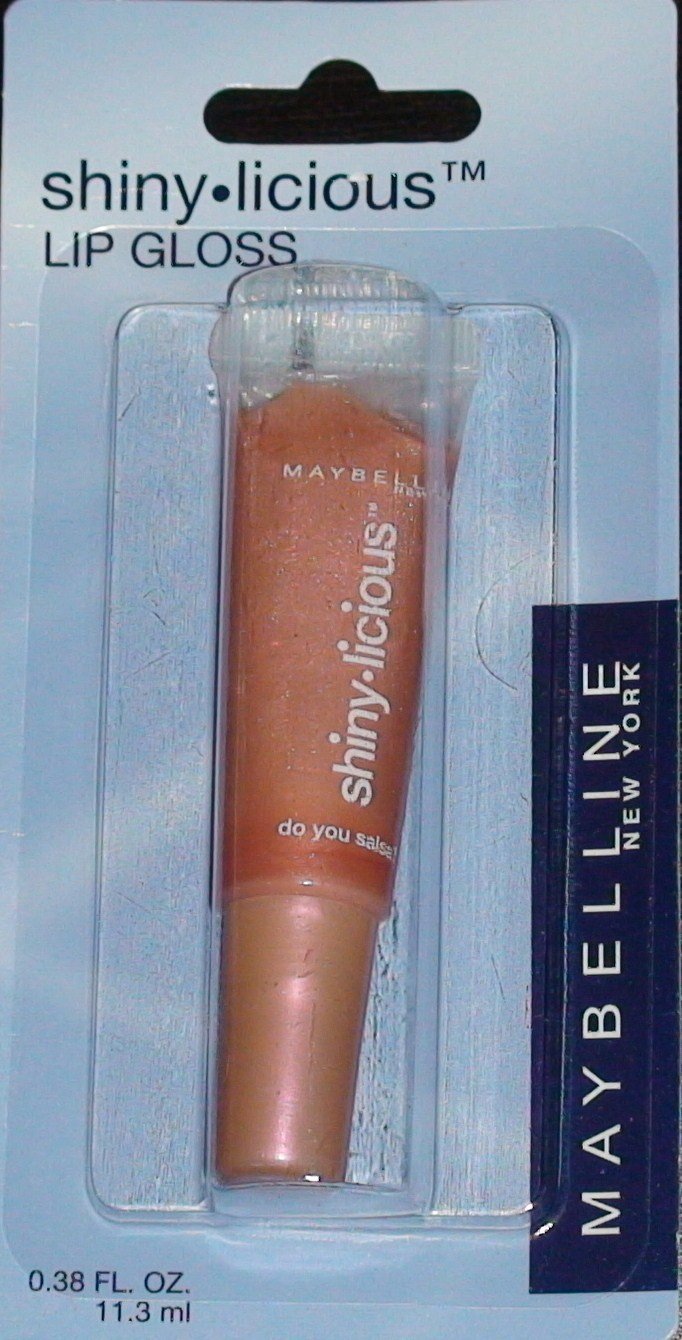 shiny•licious™
LIP GLOSS
MAYBELL
NEW
shiny•licious™
do you salsa?
MAYBELLINE
NEW YORK
0.38 FL. OZ.
11.3 ml